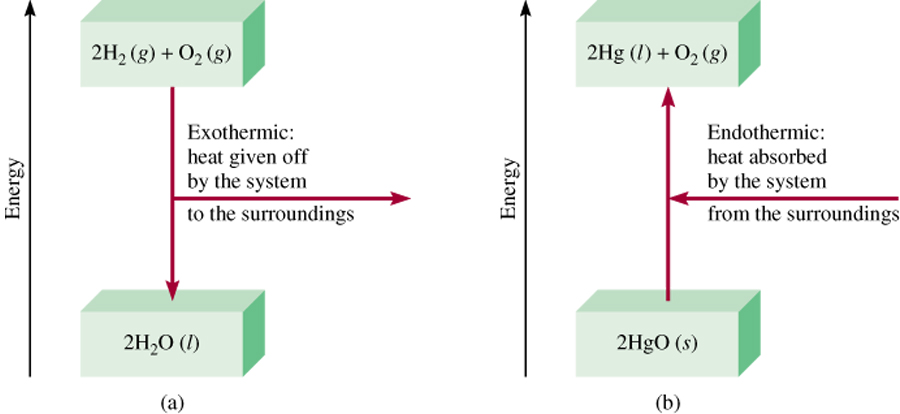 Energy
2H₂ (g) + O₂ (g)
Exothermic:
heat given off
by the system
to the surroundings
2H₂O (l)
(a)
Energy
2Hg (l) + O₂ (g)
Endothermic:
heat absorbed
by the system
from the surroundings
2HgO (s)
(b)